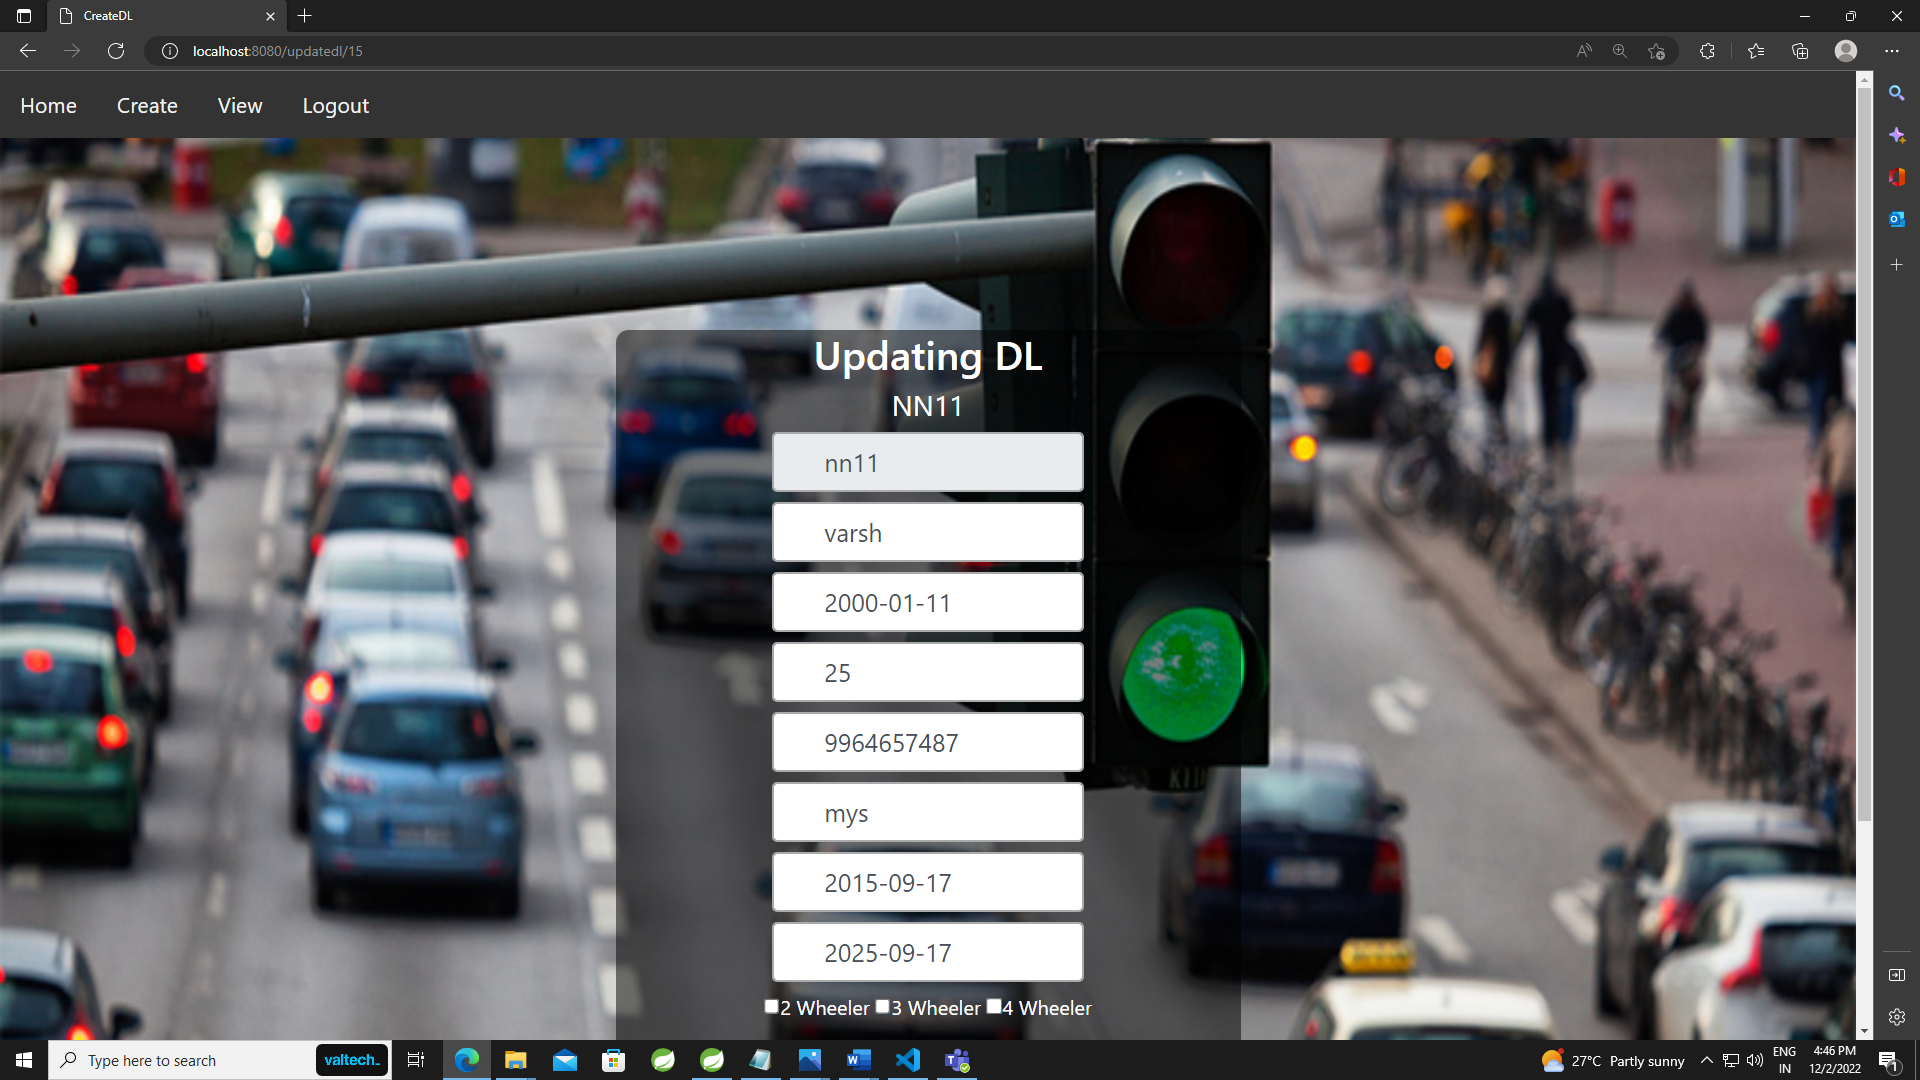 CreateDL
localhost:8080/updatedl/15
Home Create View Logout
Updating DL
NN11
nn11
varsh
2000-01-11
25
9964657487
mys
2015-09-17
2025-09-17
2 Wheeler 3 Wheeler 4 Wheeler
Type here to search
valtech_
27°C Partly sunny
ENG
IN
4:46 PM
12/2/2022
1